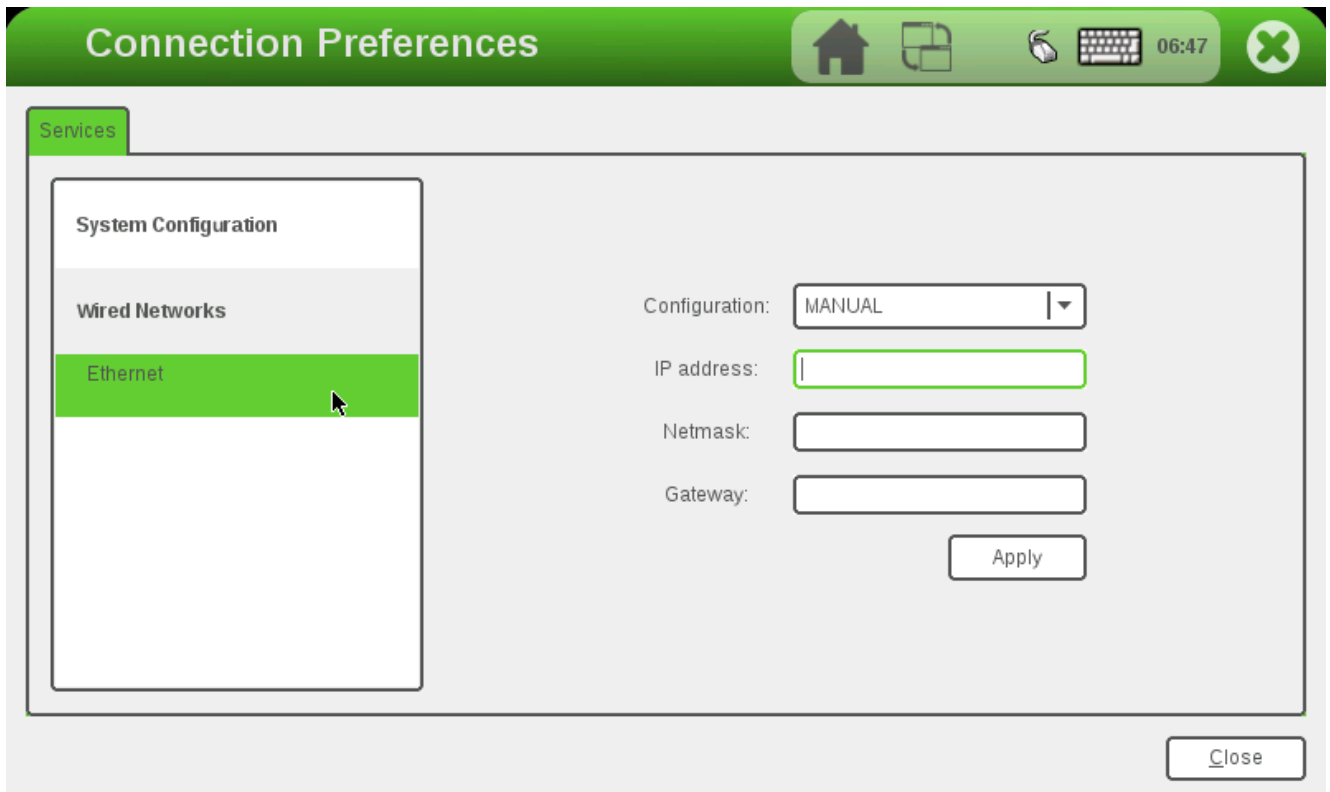 Connection Preferences
06:47
Services
System Configuration
Wired Networks
Ethernet
Configuration: MANUAL
IP address:
Netmask:
Gateway:
Apply
Close